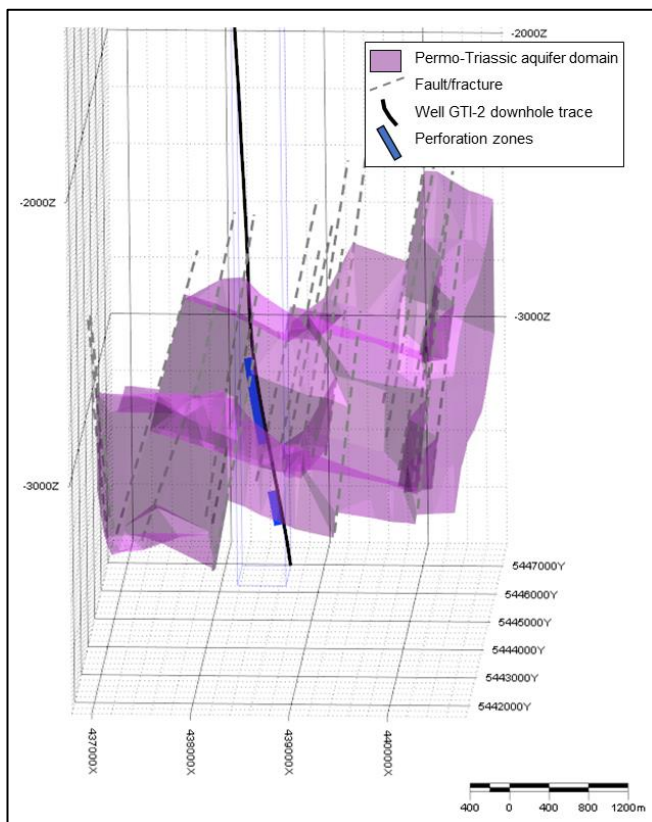 -2000Z
Permo-Triassic aquifer domain
Fault/fracture
Well GTI-2 downhole trace
Perforation zones
-2000Z
-3000Z
-3000Z
5447000Y
5446000Y
5445000Y
5444000Y
5443000Y
5442000Y
437000X
438000X
439000X
440000X
400 0 400 800 1200m